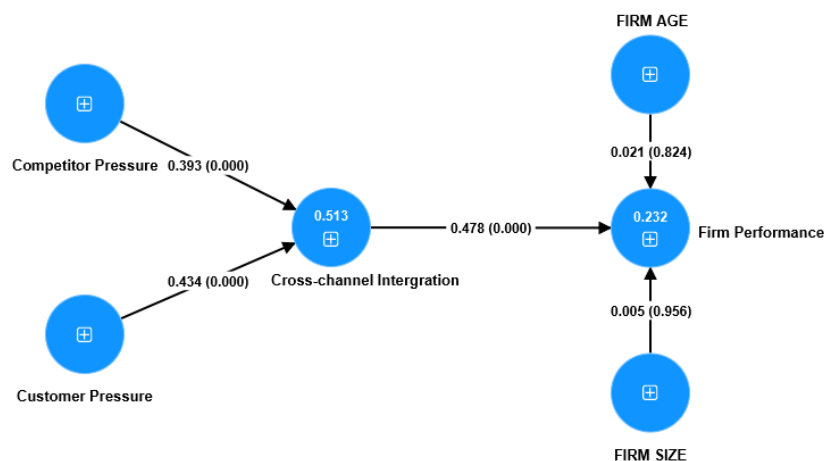 FIRM AGE
Competitor Pressure
0.393 (0.000)
0.021 (0.824)
0.513
0.478 (0.000)
0.232
Firm Performance
0.434 (0.000)
Cross-channel Intergration
0.005 (0.956)
Customer Pressure
FIRM SIZE